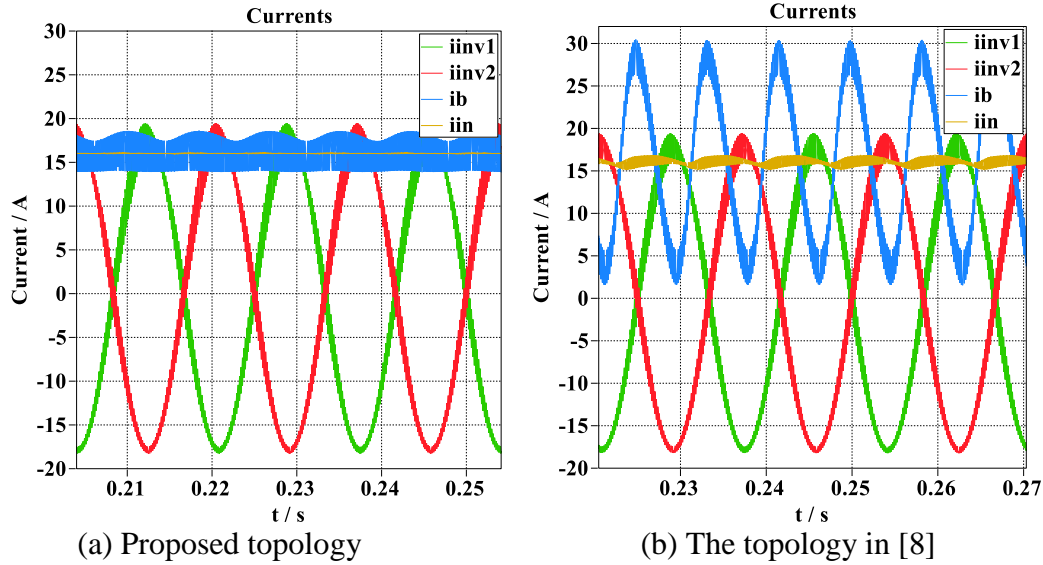 Currents
iinv1
iinv2
ib
iin
30
25
20
15
10
5
0
-5
-10
-15
-20
Current / A
0.21
0.22
0.23
0.24
0.25
t / s
(a) Proposed topology
Currents
iinv1
iinv2
ib
iin
30
25
20
15
10
5
0
-5
-10
-15
-20
Current / A
0.23
0.24
0.25
0.26
0.27
t / s
(b) The topology in [8]